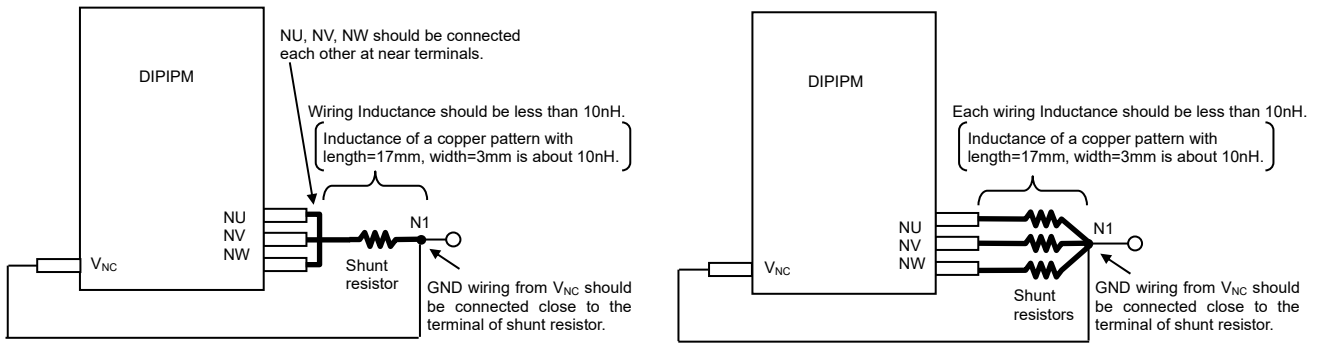 NU, NV, NW should be connected
each other at near terminals.
DIPIPM
Wiring Inductance should be less than 10nH.
Inductance of a copper pattern with
length=17mm, width=3mm is about 10nH.
NU
NV
NW
N1
VNC
Shunt
resistor
GND wiring from VNC should
be connected close to the
terminal of shunt resistor.
DIPIPM
Each wiring Inductance should be less than 10nH.
Inductance of a copper pattern with
length=17mm, width=3mm is about 10nH.
NU
NV
NW
N1
VNC
Shunt
resistors
GND wiring from VNC should
be connected close to the
terminal of shunt resistor.